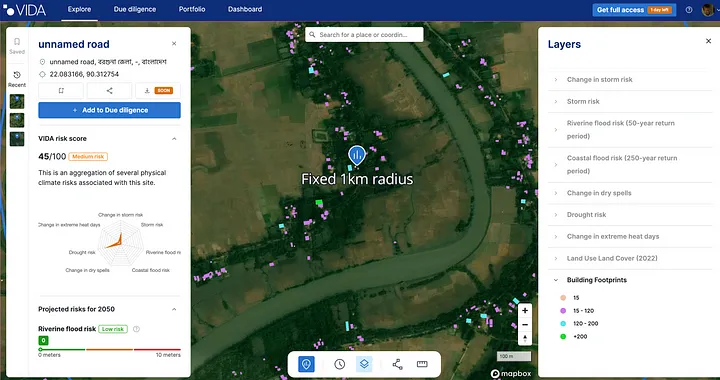 VIDA
Explore
Due diligence
Portfolio
Dashboard
Get full access
1 day left
Saved
Recent
unnamed road
unnamed road, বরগুনা জেলা, -, বাংলাদেশ
22.083166, 90.312754
SOON
+ Add to Due diligence
VIDA risk score
45/100 Medium risk
This is an aggregation of several physical
climate risks associated with this site.
Change in storm risk
Change in extreme heat days
Storm risk
Drought risk
Riverine flood ri
Change in dry spells
Coastal flood risk
Projected risks for 2050
Riverine flood risk Low risk
0
0 meters
10 meters
Search for a place or coordin...
Fixed 1km radius
100 m
mapbox
Layers
Change in storm risk
Storm risk
Riverine flood risk (50-year return
period)
Coastal flood risk (250-year return
period)
Change in dry spells
Drought risk
Change in extreme heat days
Land Use Land Cover (2022)
Building Footprints
15
15 - 120
120 - 200
+200